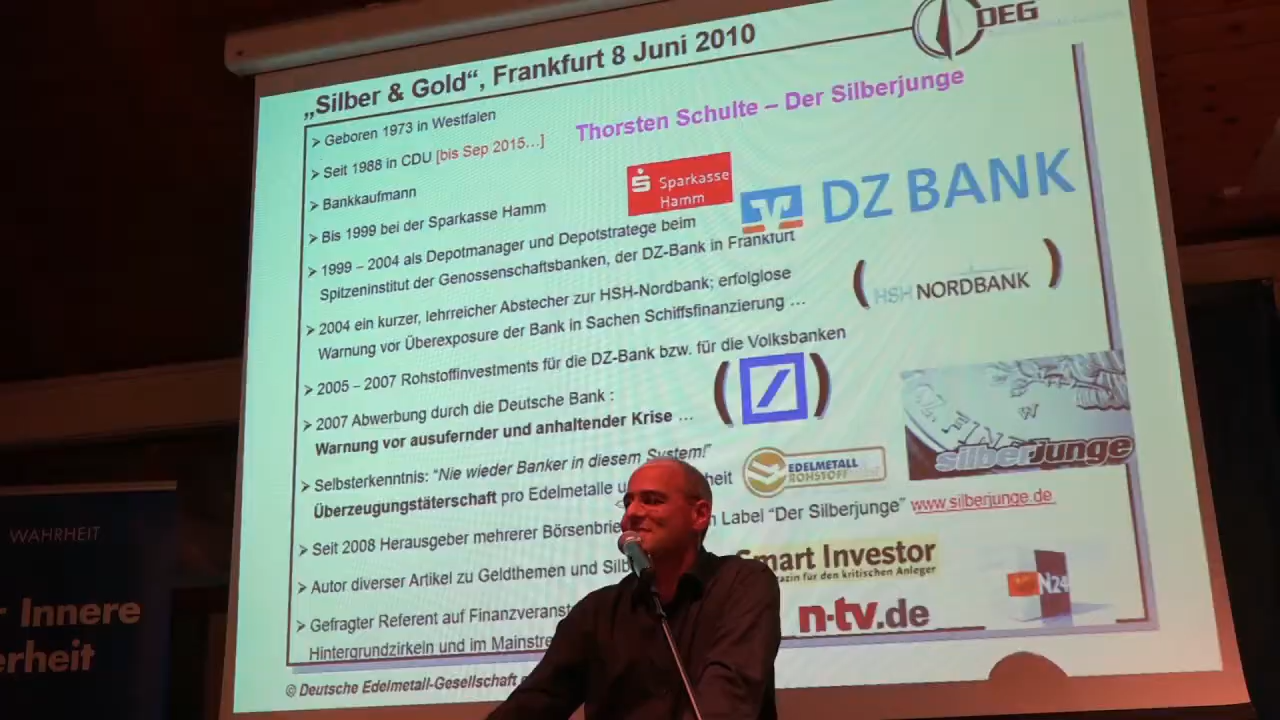 „Silber & Gold“, Frankfurt 8 Juni 2010
DEG
Thorsten Schulte – Der Silberjunge
➢ Geboren 1973 in Westfalen
➢ Seit 1988 in CDU [bis Sep 2015…]
➢ Bankkaufmann
➢ Bis 1999 bei der Sparkasse Hamm
Sparkasse
Hamm
DZ BANK
➢ 1999 – 2004 als Depotmanager und Depotstratege beim
Spitzeninstitut der Genossenschaftsbanken, der DZ-Bank in Frankfurt
➢ 2004 ein kurzer, lehrreicher Abstecher zur HSH-Nordbank; erfolglose
Warnung vor Überexposure der Bank in Sachen Schiffsfinanzierung …
( HSH NORDBANK )
➢ 2005 – 2007 Rohstoffinvestments für die DZ-Bank bzw. für die Volksbanken
➢ 2007 Abwerbung durch die Deutsche Bank :
Warnung vor ausufernder und anhaltender Krise …
( )
➢ Selbsterkenntnis: “Nie wieder Banker in diesem System!”
Überzeugungstäterschaft pro Edelmetalle
EDELMETALL
ROHSTOFF
silberjunge
➢ Seit 2008 Herausgeber mehrerer Label “Der Silberjunge” www.silberjunge.de
➢ Autor diverser Artikel zu Geldthemen und
Smart Investor
für den kritischen Anleger
➢ Gefragter Referent auf
Hintergrundzirkeln und im
n-tv.de
N24
© Deutsche Edelmetall-Gesellschaft
WAHRHEIT
Innere